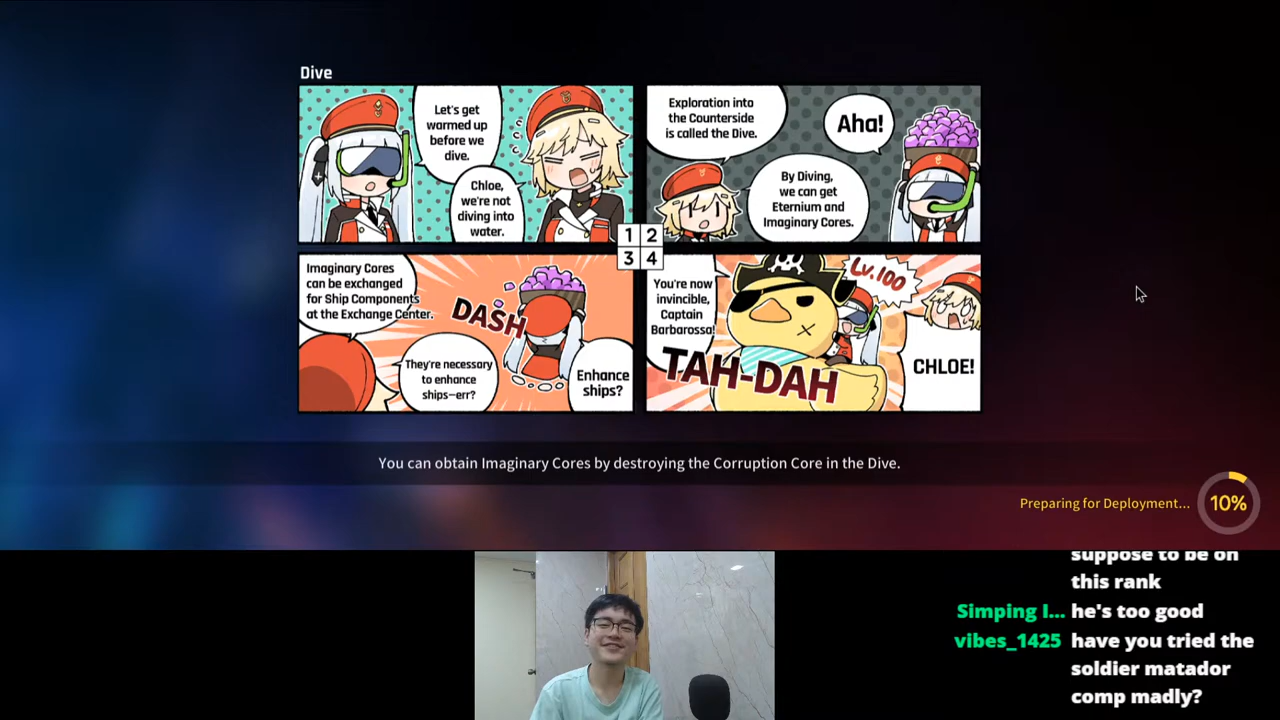 Dive
Let's get
warmed up
before we
dive.
Chloe,
we're not
diving into
water.
Exploration into
the Counterside
is called the Dive.
Aha!
By Diving,
we can get
Eternium and
Imaginary Cores.
1 2
3 4
Imaginary Cores
can be exchanged
for Ship Components
at the Exchange Center.
DASH
They're necessary
to enhance
ships—err?
Enhance
ships?
You're now
invincible,
Captain
Barbarossa!
Lv.100
TAH-DAH
CHLOE!
You can obtain Imaginary Cores by destroying the Corruption Core in the Dive.
Preparing for Deployment...
10%
suppose to be on
this rank
Simping I... he's too good
vibes_1425 have you tried the
soldier matador
comp madly?